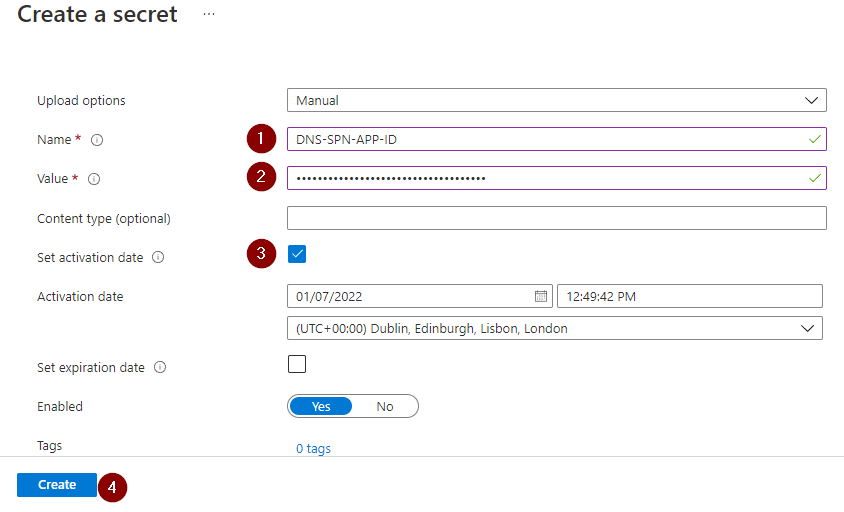 Create a secret ...
Upload options Manual
Name * 1 DNS-SPN-APP-ID
Value * 2 ••••••••••••••••••••••••••••••••••••
Content type (optional)
Set activation date 3
Activation date 01/07/2022 12:49:42 PM
(UTC+00:00) Dublin, Edinburgh, Lisbon, London
Set expiration date
Enabled Yes No
Tags 0 tags
Create 4